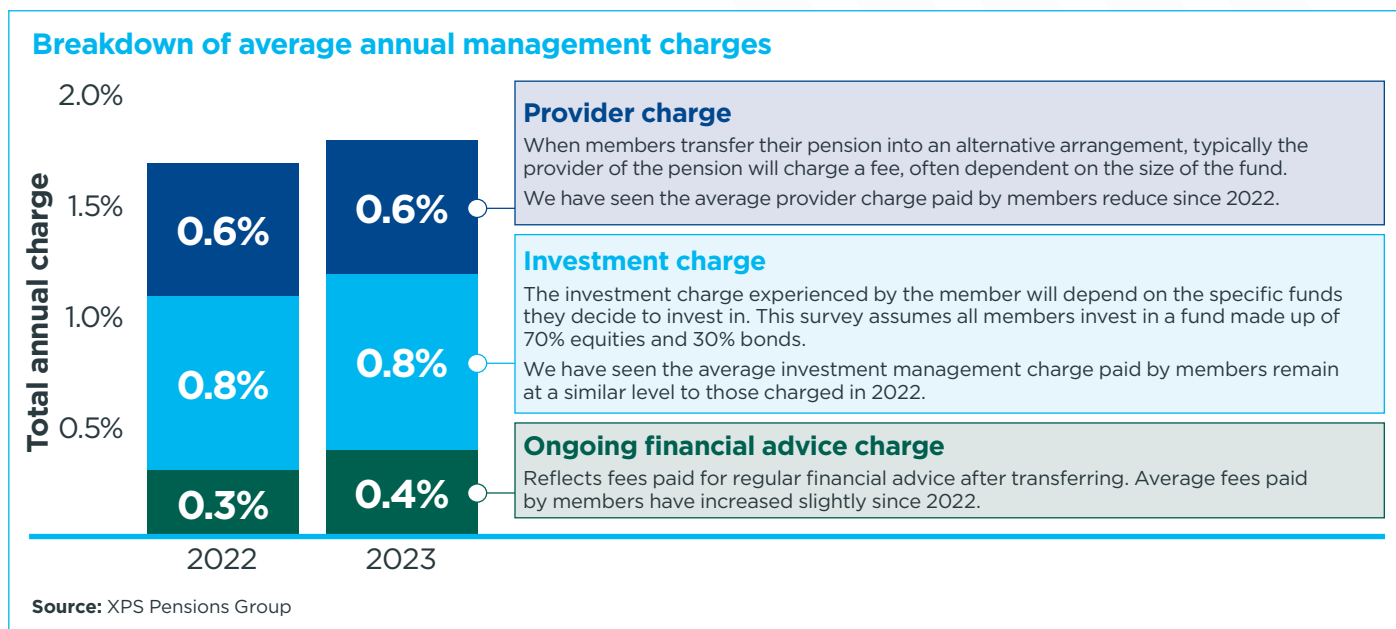 Breakdown of average annual management charges
2.0%
1.5%
1.0%
0.5%
Total annual charge
0.6%
0.8%
0.3%
2022
0.6%
0.8%
0.4%
2023
Provider charge
When members transfer their pension into an alternative arrangement, typically the
provider of the pension will charge a fee, often dependent on the size of the fund.
We have seen the average provider charge paid by members reduce since 2022.
Investment charge
The investment charge experienced by the member will depend on the specific funds
they decide to invest in. This survey assumes all members invest in a fund made up of
70% equities and 30% bonds.
We have seen the average investment management charge paid by members remain
at a similar level to those charged in 2022.
Ongoing financial advice charge
Reflects fees paid for regular financial advice after transferring. Average fees paid
by members have increased slightly since 2022.
Source: XPS Pensions Group